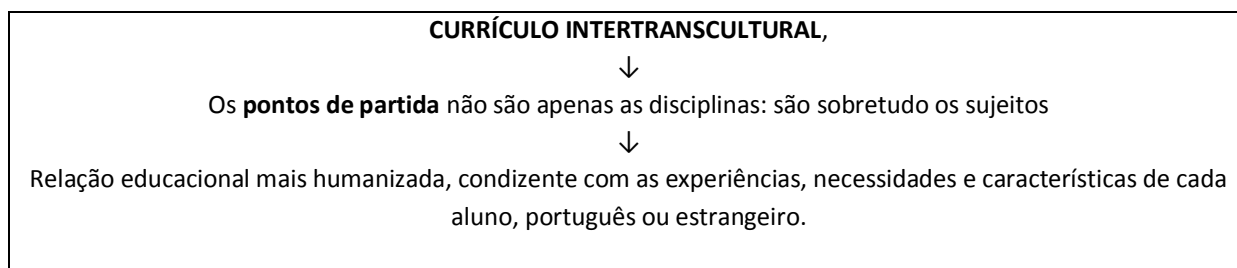 CURRÍCULO INTERTRANSCULTURAL,
↓
Os pontos de partida não são apenas as disciplinas: são sobretudo os sujeitos
↓
Relação educacional mais humanizada, condizente com as experiências, necessidades e características de cada
aluno, português ou estrangeiro.